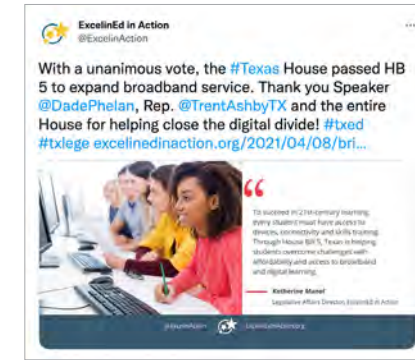 ExcelinEd in Action
@ExcelinAction
With a unanimous vote, the #Texas House passed HB
5 to expand broadband service. Thank you Speaker
@DadePhelan, Rep. @TrentAshbyTX and the entire
House for helping close the digital divide! #txed
#txlege excelinedinaction.org/2021/04/08/bri...
“
To succeed in 21st-century learning,
every student must have access to
devices, connectivity and skills training.
Through House Bill 5, Texas is helping
students overcome challenges with
affordability and access to broadband
and digital learning.
Legislative Affairs Director, ExcelinEd in Action